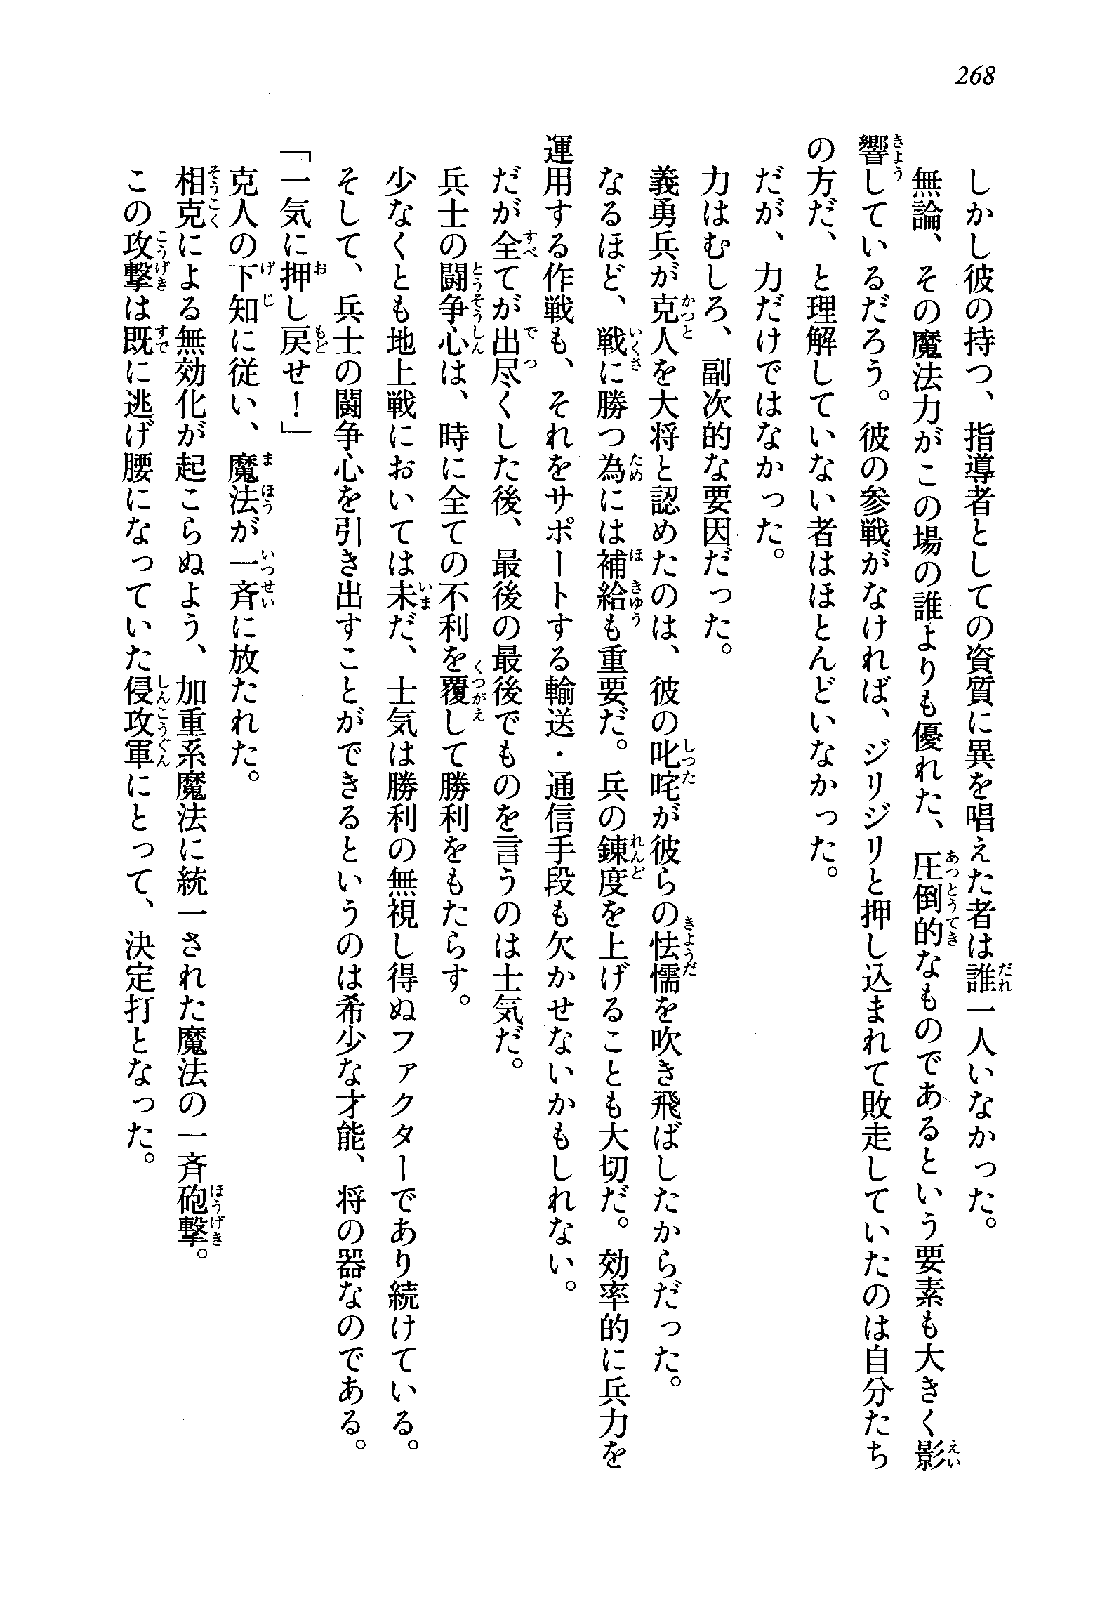 268
しかし彼の持つ、指導者としての資質に異を唱えた者は誰一人いなかった。
無論、その魔法力がこの場の誰よりも優れた、圧倒的なものであるという要素も大きく影
響しているだろう。彼の参戦がなければ、ジリジリと押し込まれて敗走していたのは自分たち
の方だ、と理解していない者はほとんどいなかった。
だが、力だけではなかった。
力はむしろ、副次的な要因だった。
義勇兵が克人を大将と認めたのは、彼の叱咤が彼らの怯懦を吹き飛ばしたからだった。
なるほど、戦に勝つ為には補給も重要だ。兵の錬度を上げることも大切だ。効率的に兵力を
運用する作戦も、それをサポートする輸送・通信手段も欠かせないかもしれない。
だが全てが出尽くした後、最後の最後でものを言うのは士気だ。
兵士の闘争心は、時に全ての不利を覆して勝利をもたらす。
少なくとも地上戦においては未だ、士気は勝利の無視し得ぬファクターであり続けている。
そして、兵士の闘争心を引き出すことができるというのは希少な才能、将の器なのである。
「一気に押し戻せ！」
克人の下知に従い、魔法が一斉に放たれた。
相克による無効化が起こらぬよう、加重系魔法に統一された魔法の一斉砲撃。
この攻撃は既に逃げ腰になっていた侵攻軍にとって、決定打となった。